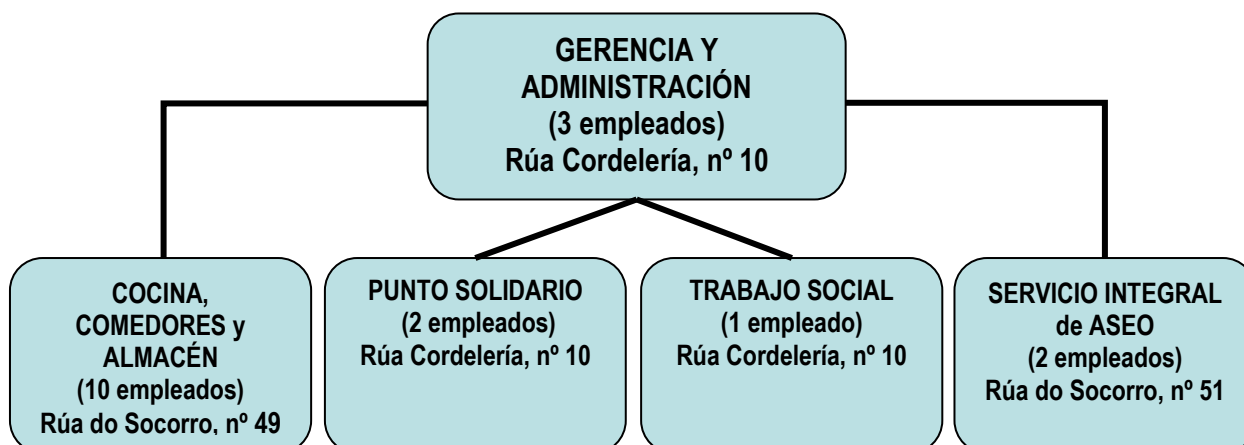 GERENCIA Y
ADMINISTRACIÓN
(3 empleados)
Rúa Cordelería, nº 10
COCINA,
COMEDORES y
ALMACÉN
(10 empleados)
Rúa do Socorro, nº 49
PUNTO SOLIDARIO
(2 empleados)
Rúa Cordelería, nº 10
TRABAJO SOCIAL
(1 empleado)
Rúa Cordelería, nº 10
SERVICIO INTEGRAL
de ASEO
(2 empleados)
Rúa do Socorro, nº 51